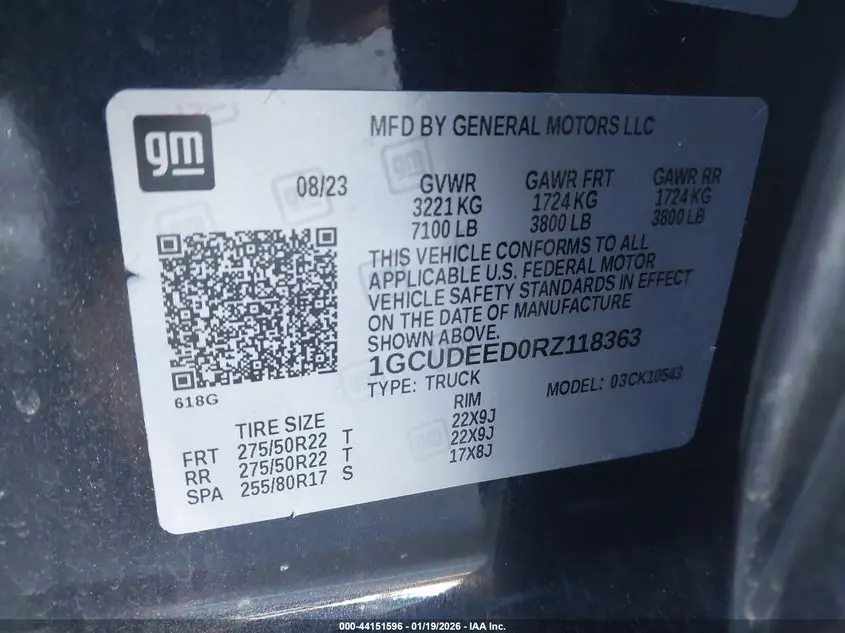 gm
MFD BY GENERAL MOTORS LLC
08/23
GVWR GAWR FRT GAWR RR
3221 KG 1724 KG 1724 KG
7100 LB 3800 LB 3800 LB
THIS VEHICLE CONFORMS TO ALL
APPLICABLE U.S. FEDERAL MOTOR
VEHICLE SAFETY STANDARDS IN EFFECT
ON THE DATE OF MANUFACTURE
SHOWN ABOVE.
1GCUDEED0RZ118363
TYPE: TRUCK MODEL: 03CK10543
618G
TIRE SIZE RIM
FRT 275/50R22 T 22X9J
RR 275/50R22 T 22X9J
SPA 255/80R17 S 17X8J
000-44151596 - 01/19/2026 - IAA Inc.